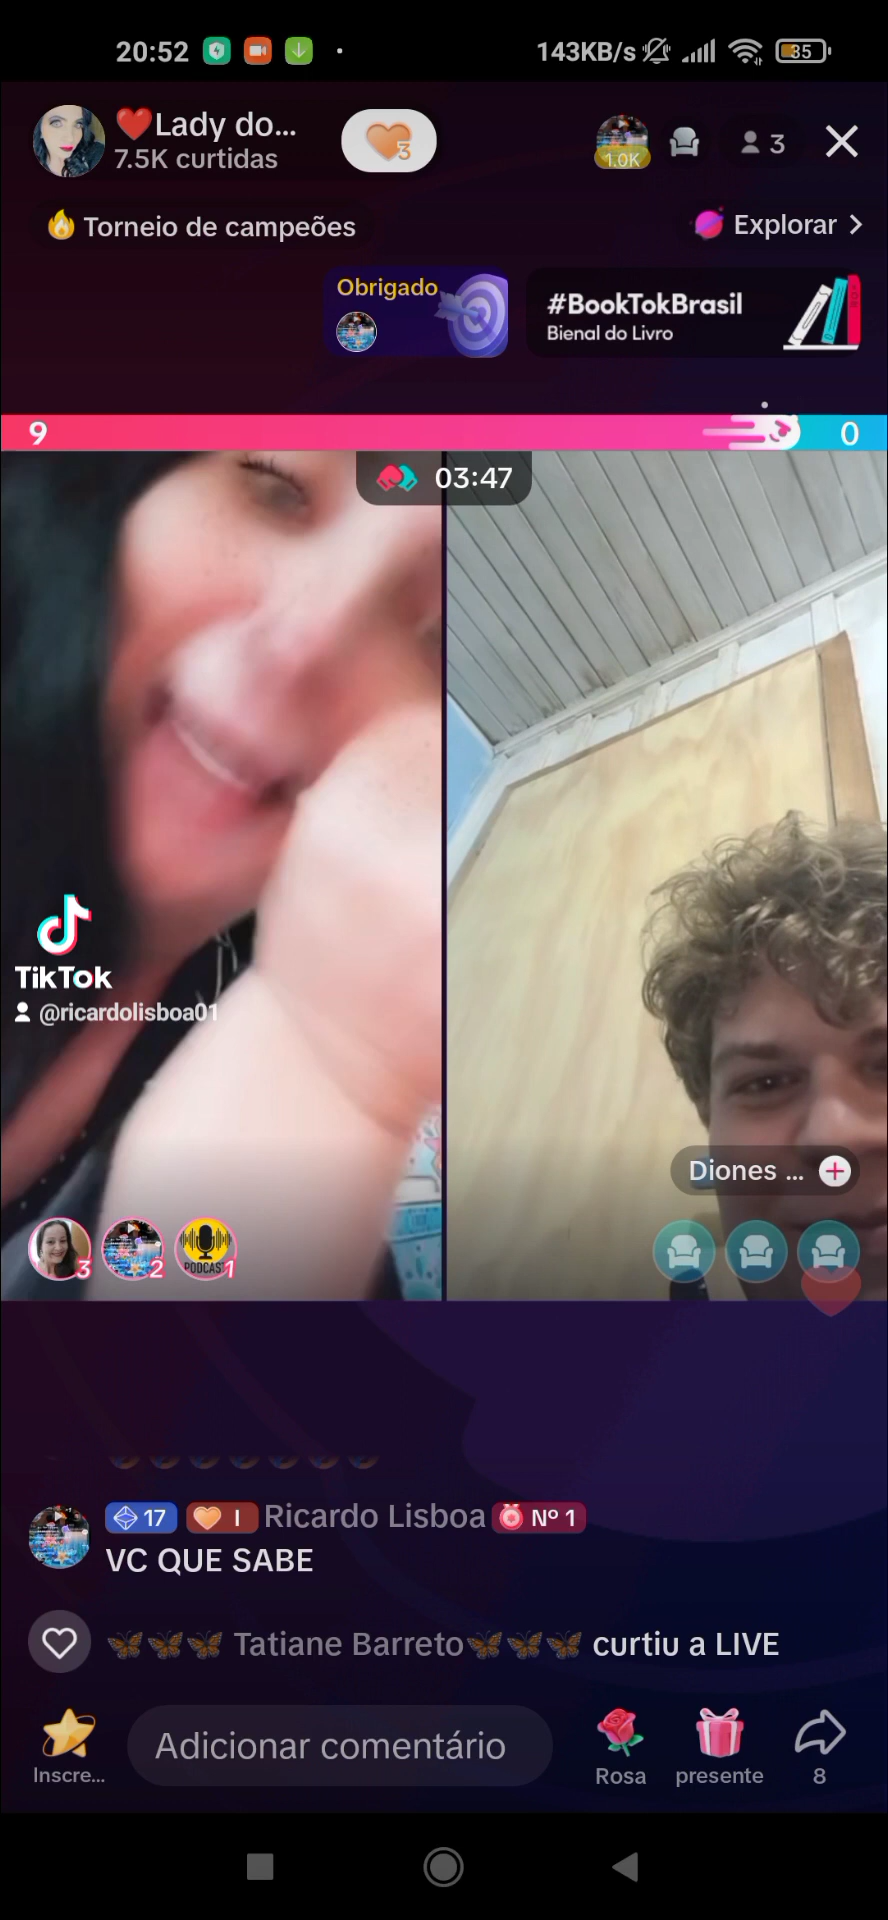 20:52 143KB/s 35
❤️Lady do...
7.5K curtidas
3
1.0K
3
🔥 Torneio de campeões
Explorar >
Obrigado
#BookTokBrasil
Bienal do Livro
9 0
03:47
TikTok
@ricardolisboa01
Diones ...
3 2 PODCAST 1
17 I Ricardo Lisboa Nº 1
VC QUE SABE
🦋🦋🦋 Tatiane Barreto🦋🦋🦋 curtiu a LIVE
Adicionar comentário
Inscre... Rosa presente 8